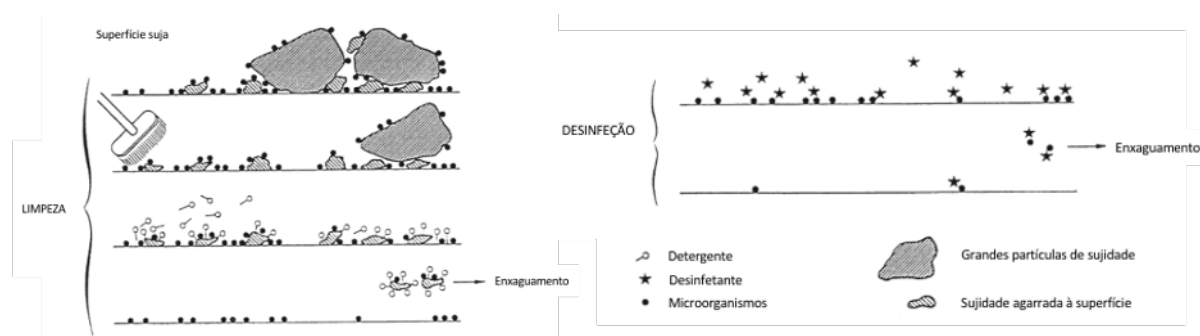 Superfície suja
LIMPEZA
Enxaguamento
DESINFEÇÃO
Enxaguamento
Detergente
Desinfetante
Microorganismos
Grandes partículas de sujidade
Sujidade agarrada à superfície